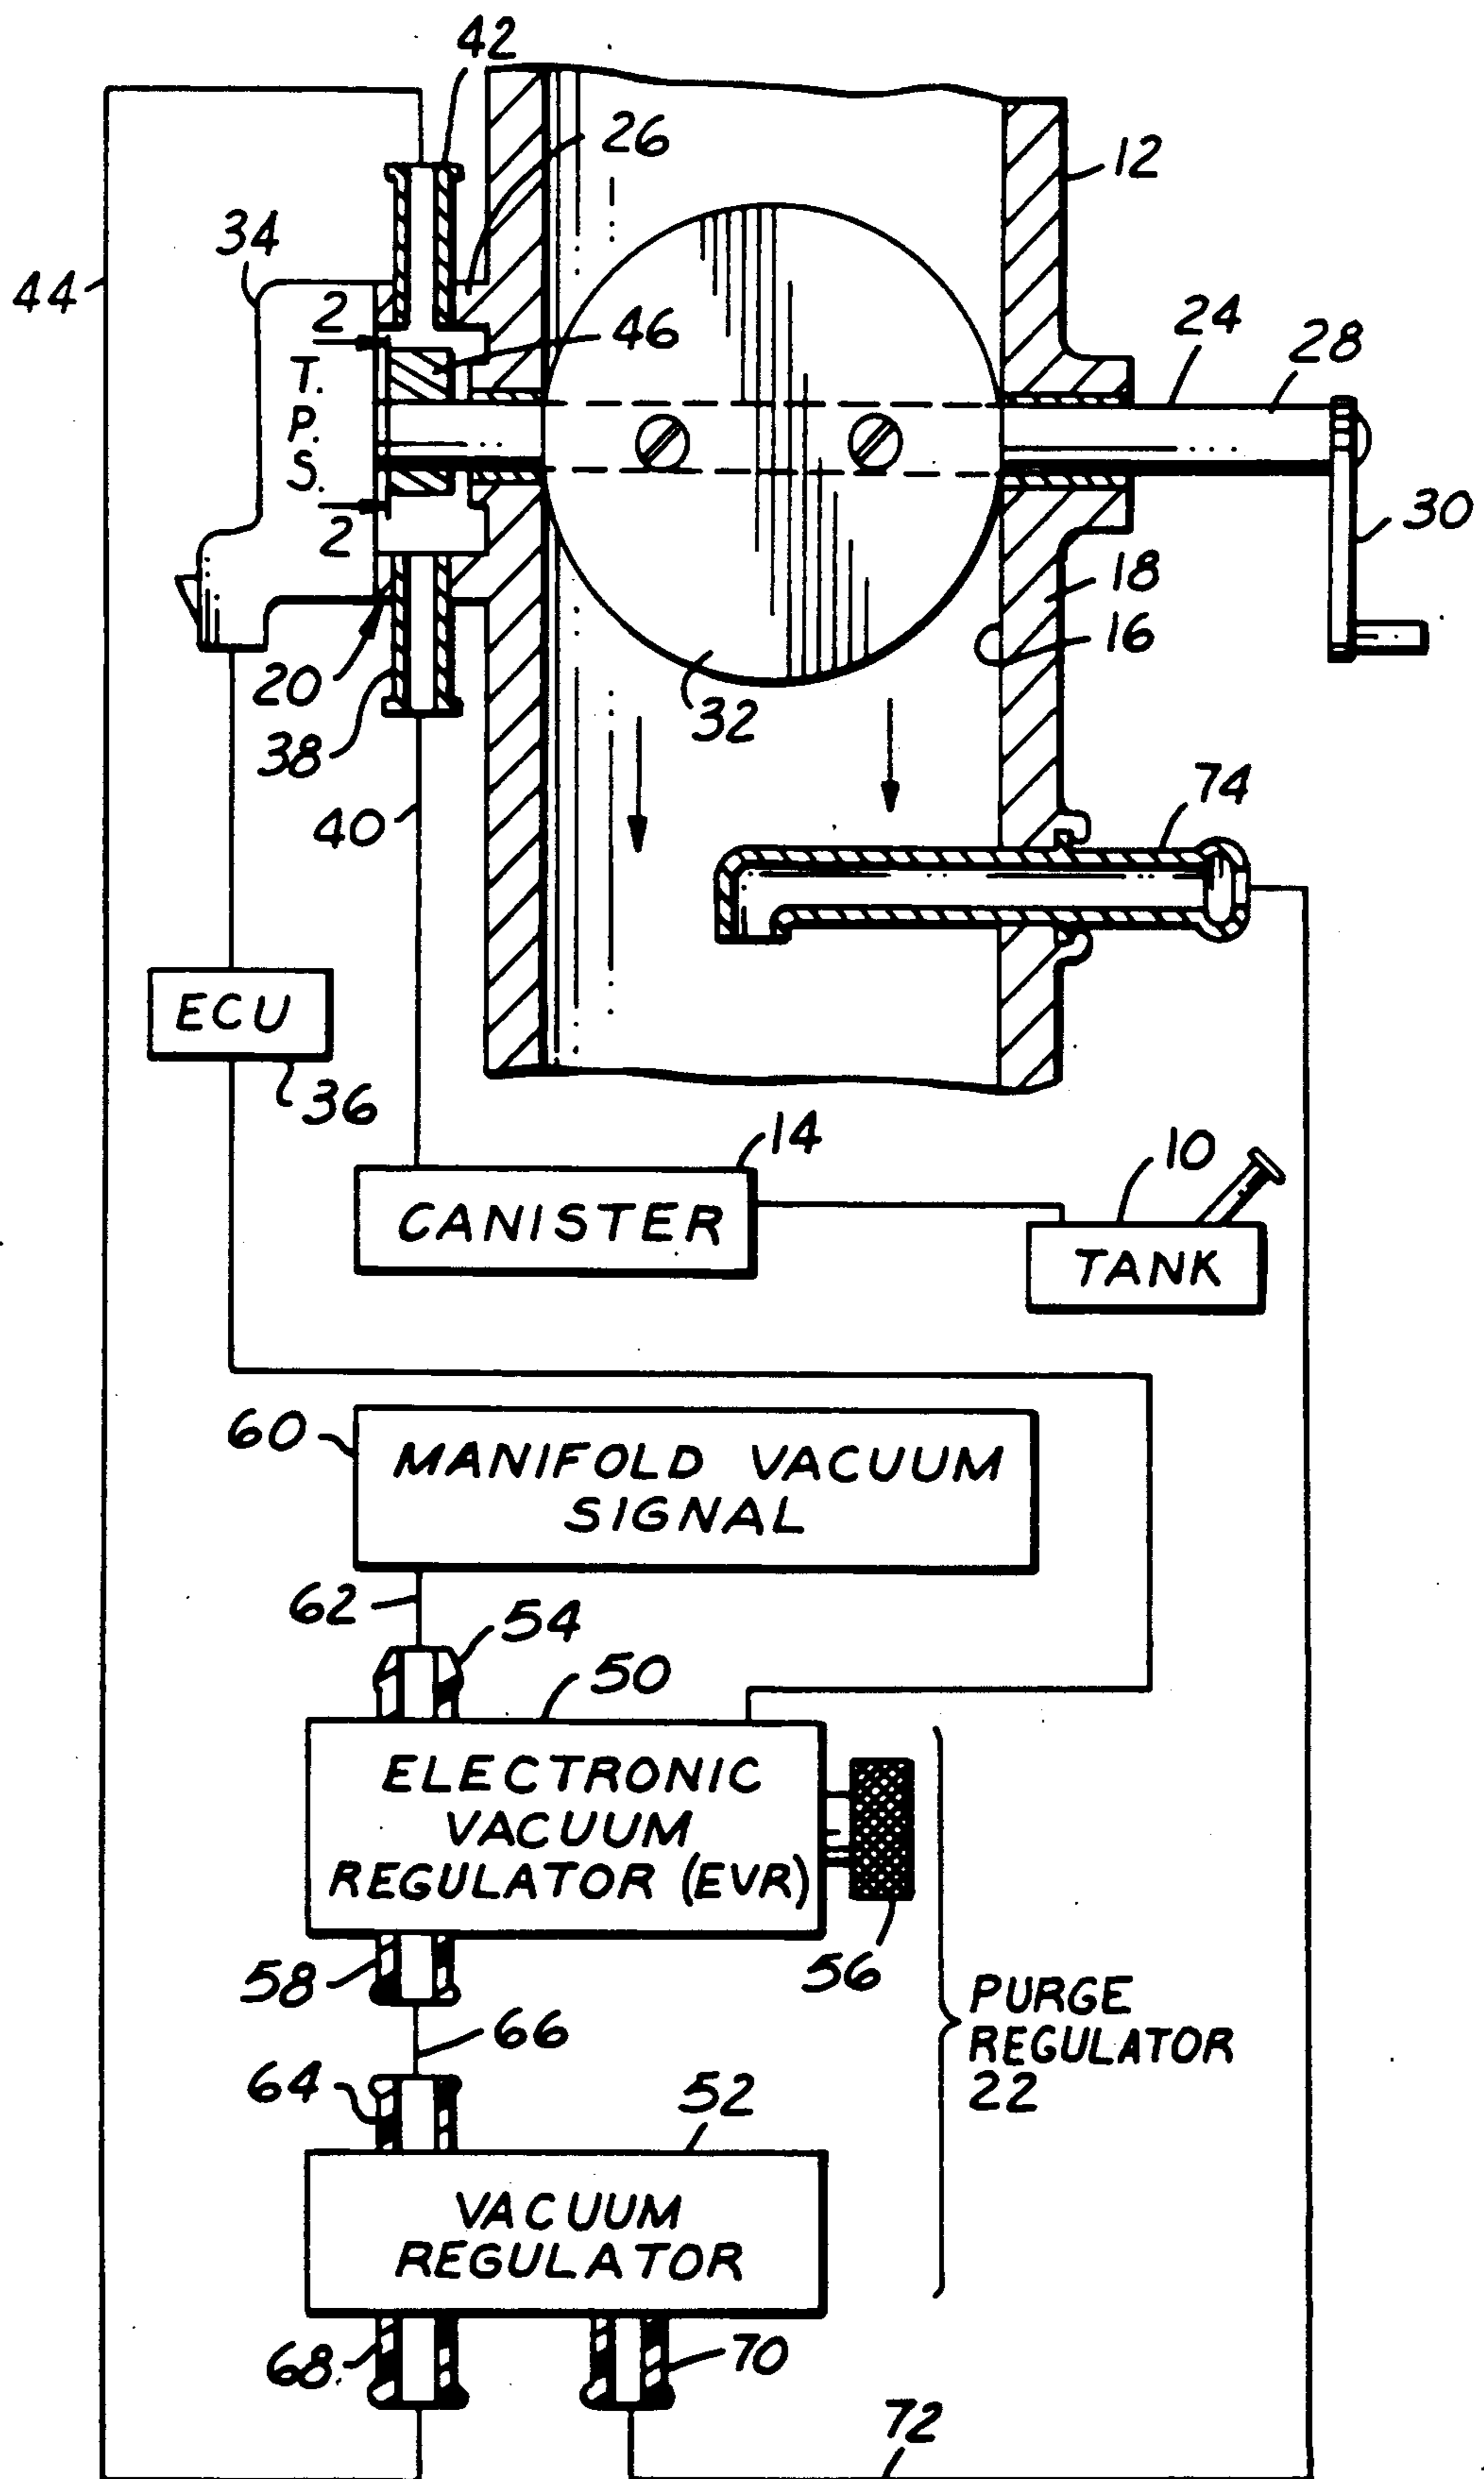 42
26
12
34
44
2
T.
P.
S.
2
46
24
28
30
18
16
20
38
32
40
74
ECU
36
14
CANISTER
10
TANK
60
MANIFOLD VACUUM
SIGNAL
62
54
50
ELECTRONIC
VACUUM
REGULATOR (EVR)
56
58
66
PURGE
REGULATOR
22
64
52
VACUUM
REGULATOR
68
70
72